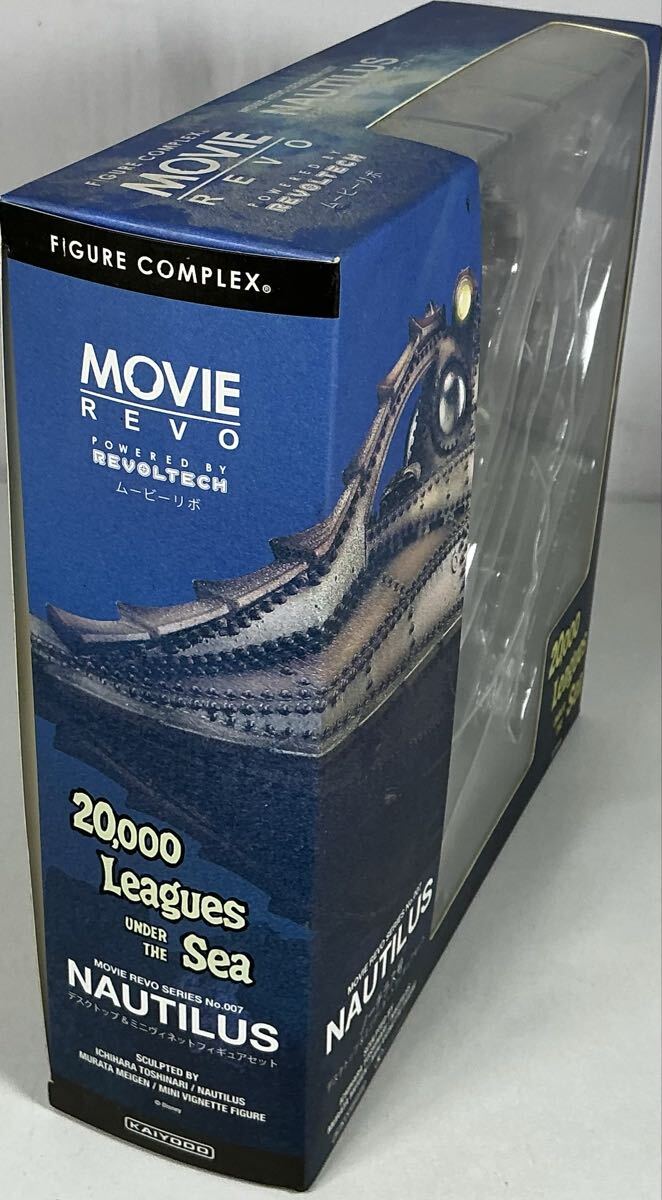 FIGURE COMPLEX
MOVIE
REVO
POWERED BY
REVOLTECH
ムービーリボ
NAUTILUS
FIGURE COMPLEX®
MOVIE
REVO
POWERED BY
REVOLTECH
ムービーリボ
20,000
Leagues
UNDER
THE
Sea
MOVIE REVO SERIES No.007
NAUTILUS
デスクトップ&ミニヴィネットフィギュアセット
SCULPTED BY
ICHIHARA TOSHINARI / NAUTILUS
MURATA MEIGEN / MINI VIGNETTE FIGURE
© Disney
KAIYODO
20,000
Leagues
Sea
MOVIE REVO SERIES No.007
NAUTILUS